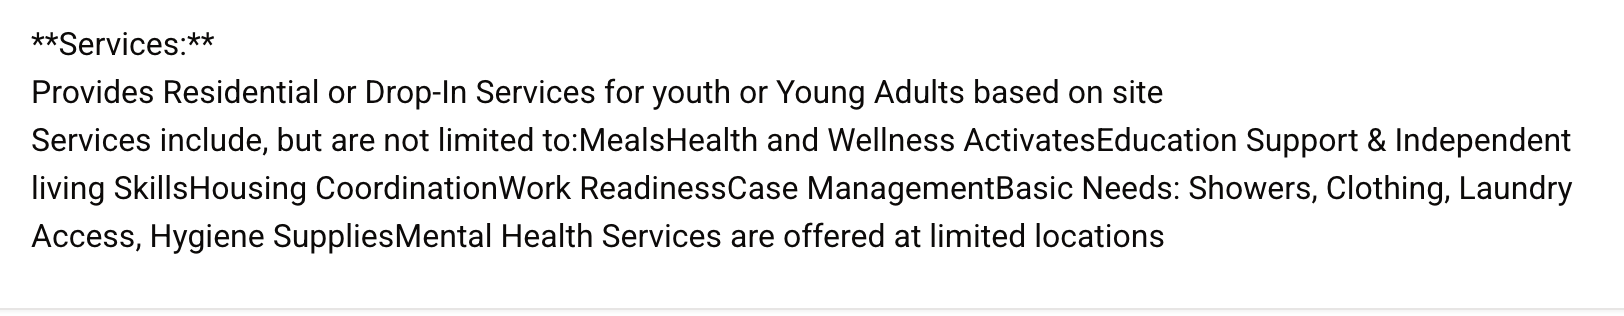 **Services:**
Provides Residential or Drop-In Services for youth or Young Adults based on site
Services include, but are not limited to:MealsHealth and Wellness ActivatesEducation Support & Independent
living SkillsHousing CoordinationWork ReadinessCase ManagementBasic Needs: Showers, Clothing, Laundry
Access, Hygiene SuppliesMental Health Services are offered at limited locations